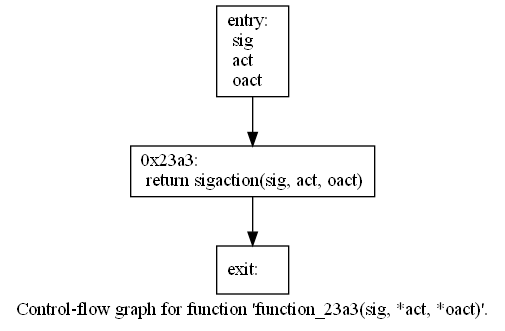 entry:
sig
act
oact
0x23a3:
return sigaction(sig, act, oact)
exit:
Control-flow graph for function 'function_23a3(sig, *act, *oact)'.